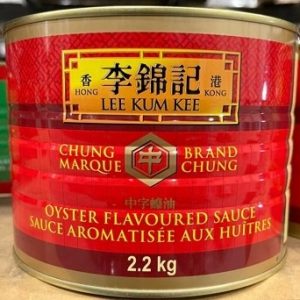 香 李錦記 港
HONG KONG
LEE KUM KEE
CHUNG 中 BRAND
MARQUE CHUNG
中字蠔油
OYSTER FLAVOURED SAUCE
SAUCE AROMATISÉE AUX HUÎTRES
2.2 kg